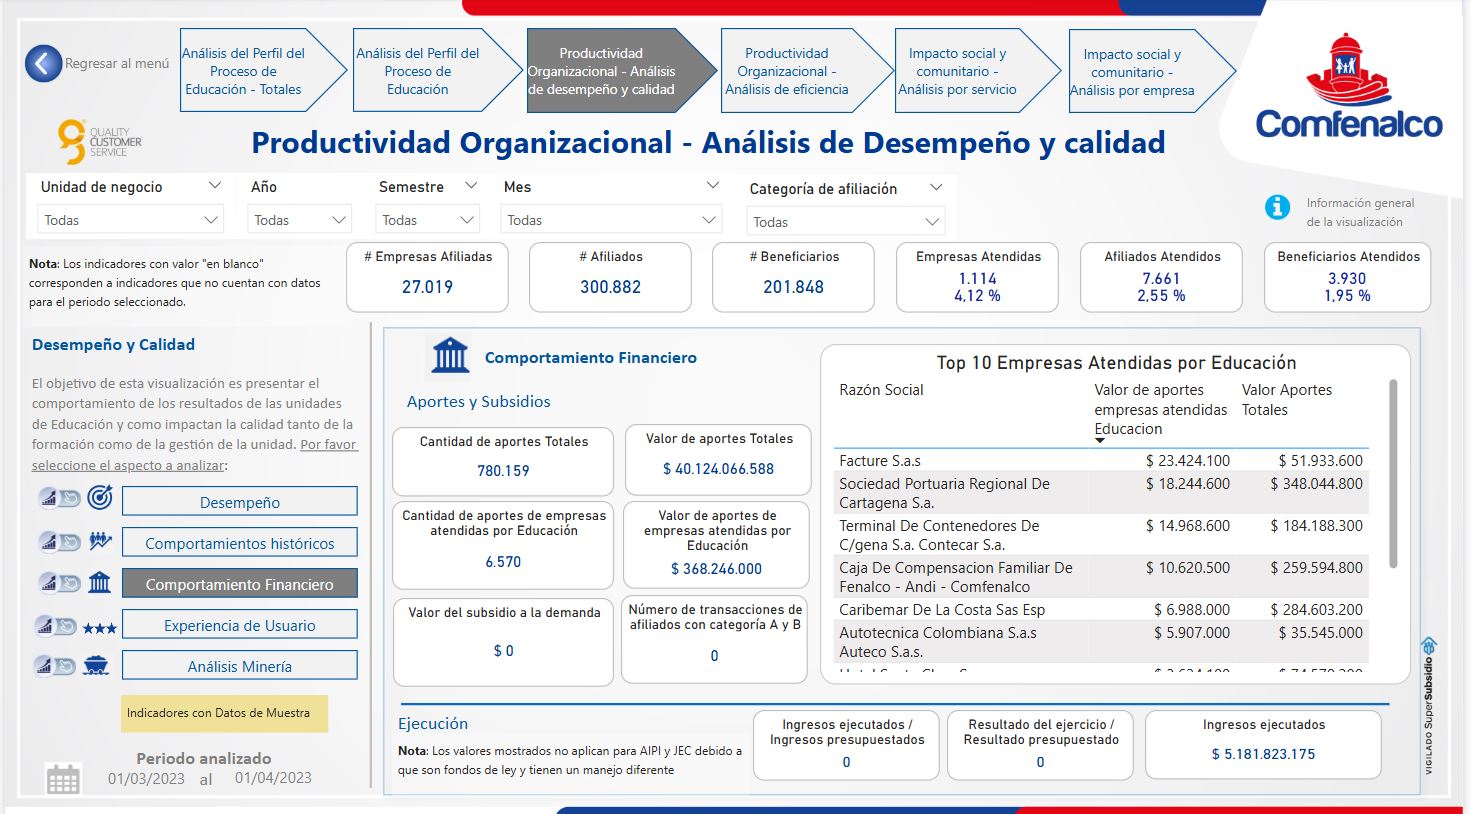 Regresar al menú
Análisis del Perfil del
Proceso de
Educación - Totales
Análisis del Perfil del
Proceso de
Educación
Productividad
Organizacional - Análisis
de desempeño y calidad
Productividad
Organizacional -
Análisis de eficiencia
Impacto social y
comunitario -
Análisis por servicio
Impacto social y
comunitario -
Análisis por empresa
Comfenalco
QUALITY
CUSTOMER
SERVICE
Productividad Organizacional - Análisis de Desempeño y calidad
Unidad de negocio
Todas
Año
Todas
Semestre
Todas
Mes
Todas
Categoría de afiliación
Todas
Información general
de la visualización
Nota: Los indicadores con valor "en blanco"
corresponden a indicadores que no cuentan con datos
para el periodo seleccionado.
# Empresas Afiliadas
27.019
# Afiliados
300.882
# Beneficiarios
201.848
Empresas Atendidas
1.114
4,12 %
Afiliados Atendidos
7.661
2,55 %
Beneficiarios Atendidos
3.930
1,95 %
Desempeño y Calidad
El objetivo de esta visualización es presentar el
comportamiento de los resultados de las unidades
de Educación y como impactan la calidad tanto de la
formación como de la gestión de la unidad. Por favor
seleccione el aspecto a analizar:
Desempeño
Comportamientos históricos
Comportamiento Financiero
Experiencia de Usuario
Análisis Minería
Indicadores con Datos de Muestra
Periodo analizado
01/03/2023 al 01/04/2023
Comportamiento Financiero
Aportes y Subsidios
Cantidad de aportes Totales
780.159
Valor de aportes Totales
$ 40.124.066.588
Cantidad de aportes de empresas
atendidas por Educación
6.570
Valor de aportes de
empresas atendidas por
Educación
$ 368.246.000
Valor del subsidio a la demanda
$ 0
Número de transacciones de
afiliados con categoría A y B
0
Top 10 Empresas Atendidas por Educación
Razón Social
Valor de aportes
empresas atendidas
Educacion
Valor Aportes
Totales
Facture S.a.s $ 23.424.100 $ 51.933.600
Sociedad Portuaria Regional De
Cartagena S.a. $ 18.244.600 $ 348.044.800
Terminal De Contenedores De
C/gena S.a. Contecar S.a. $ 14.968.600 $ 184.188.300
Caja De Compensacion Familiar De
Fenalco - Andi - Comfenalco $ 10.620.500 $ 259.594.800
Caribemar De La Costa Sas Esp $ 6.988.000 $ 284.603.200
Autotecnica Colombiana S.a.s
Auteco S.a.s. $ 5.907.000 $ 35.545.000
Ejecución
Nota: Los valores mostrados no aplican para AIPI y JEC debido a
que son fondos de ley y tienen un manejo diferente
Ingresos ejecutados /
Ingresos presupuestados
0
Resultado del ejercicio /
Resultado presupuestado
0
Ingresos ejecutados
$ 5.181.823.175
VIGILADO SuperSubsidio